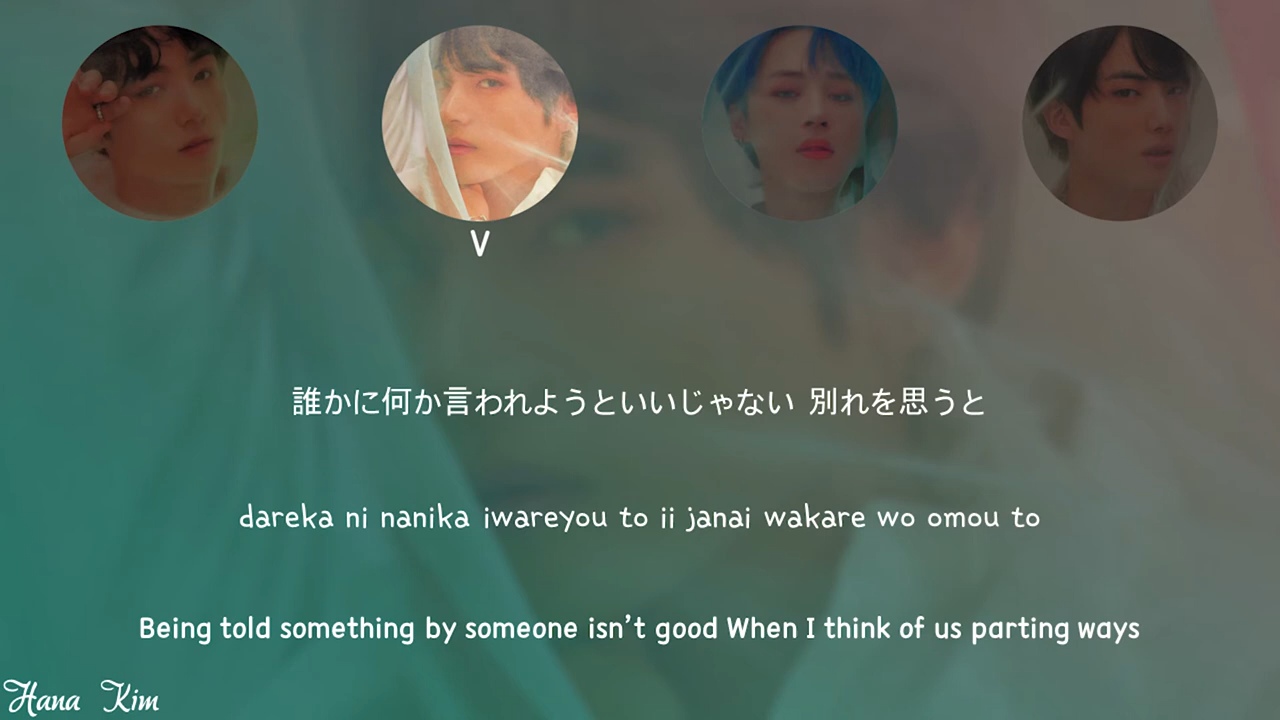 V
誰かに何か言われようといいじゃない 別れを思うと
dareka ni nanika iwareyou to ii janai wakare wo omou to
Being told something by someone isn't good When I think of us parting ways
Hana Kim